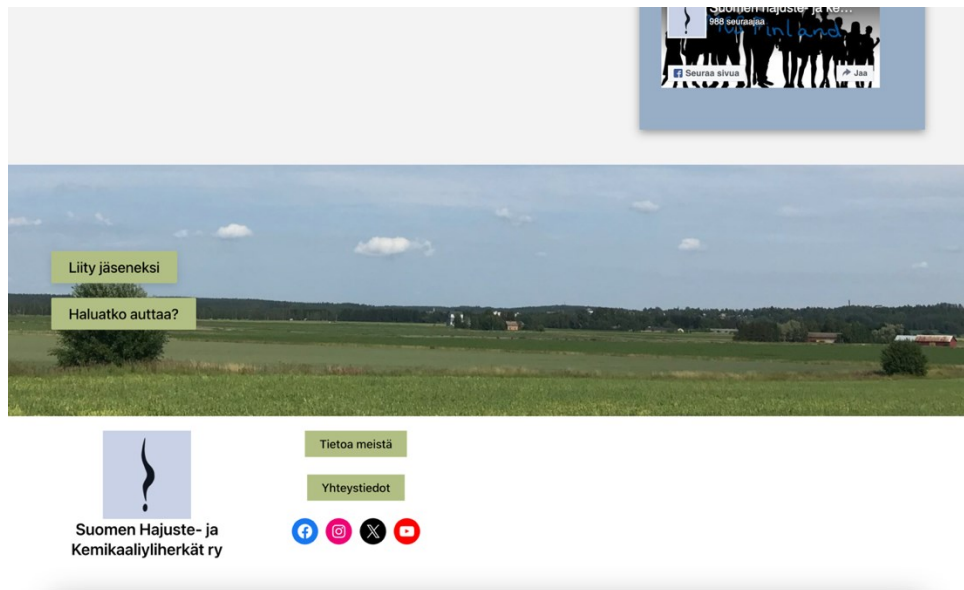 Suomen Hajuste- ja ke...
988 seuraajaa
Finland
Seuraa sivua
Jaa
Liity jäseneksi
Haluatko auttaa?
Tietoa meistä
Yhteystiedot
Suomen Hajuste- ja
Kemikaaliyliherkät ry